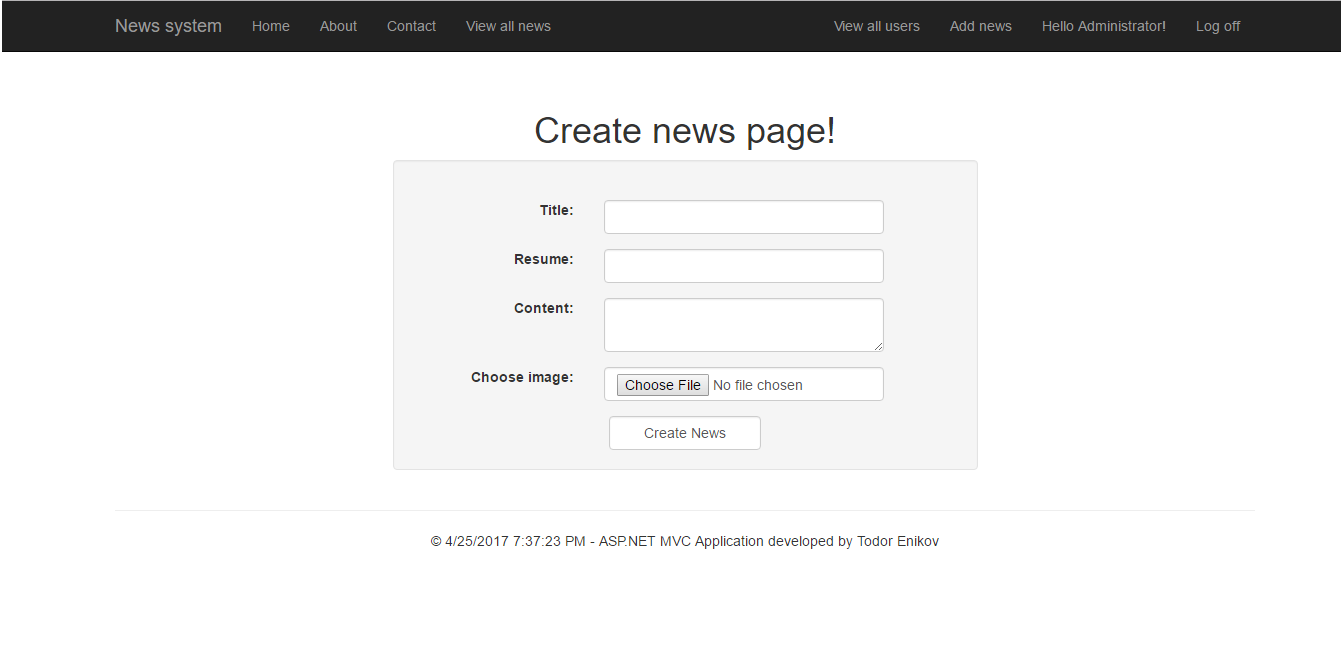 News system Home About Contact View all news View all users Add news Hello Administrator! Log off
Create news page!
Title:
Resume:
Content:
Choose image: Choose File No file chosen
Create News
© 4/25/2017 7:37:23 PM - ASP.NET MVC Application developed by Todor Enikov